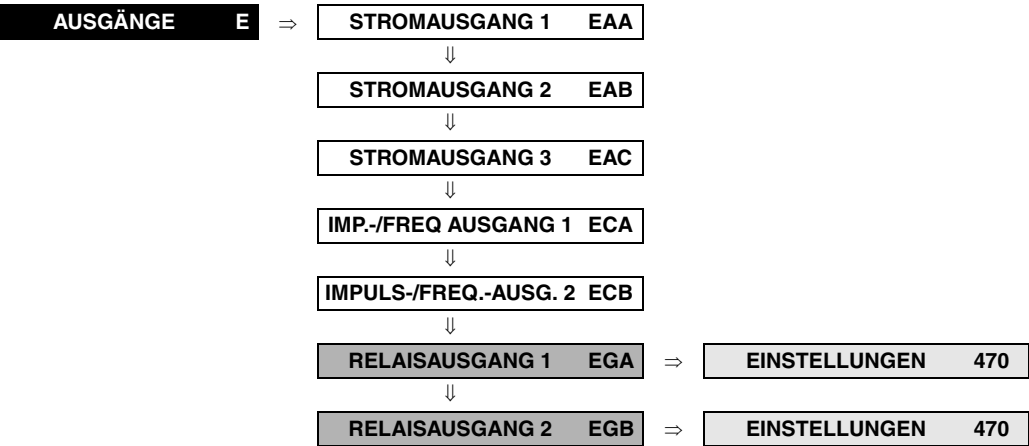 AUSGÄNGE E ⇒ STROMAUSGANG 1 EAA
⇓
STROMAUSGANG 2 EAB
⇓
STROMAUSGANG 3 EAC
⇓
IMP.-/FREQ AUSGANG 1 ECA
⇓
IMPULS-/FREQ.-AUSG. 2 ECB
⇓
RELAISAUSGANG 1 EGA ⇒ EINSTELLUNGEN 470
⇓
RELAISAUSGANG 2 EGB ⇒ EINSTELLUNGEN 470